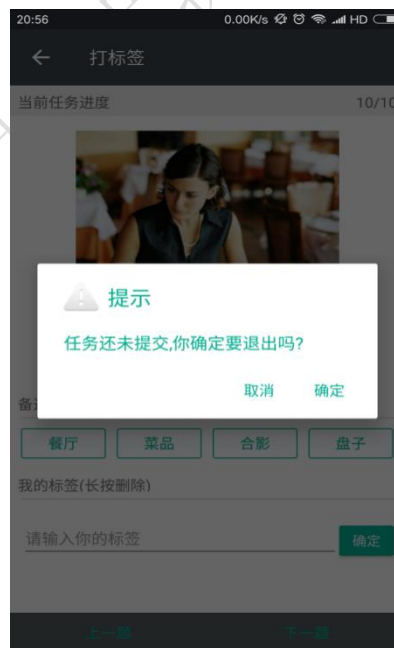 20:56 0.00K/s HD
打标签
当前任务进度 10/10
提示
任务还未提交,你确定要退出吗?
取消 确定
餐厅 菜品 合影 盘子
我的标签(长按删除)
请输入你的标签 确定
上一题 下一题